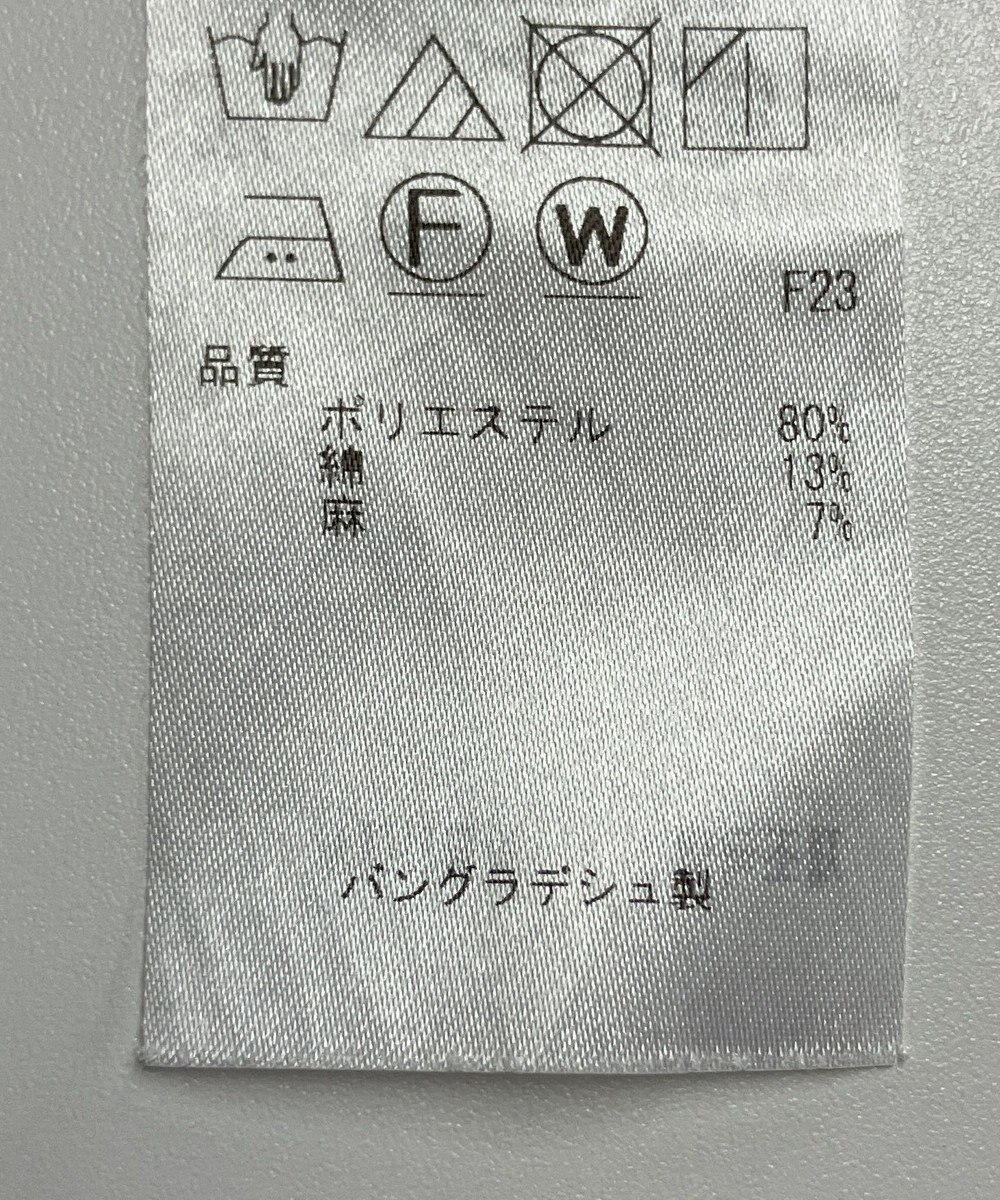 F W
F23
品質
ポリエステル 80%
綿 13%
麻 7%
バングラデシュ製